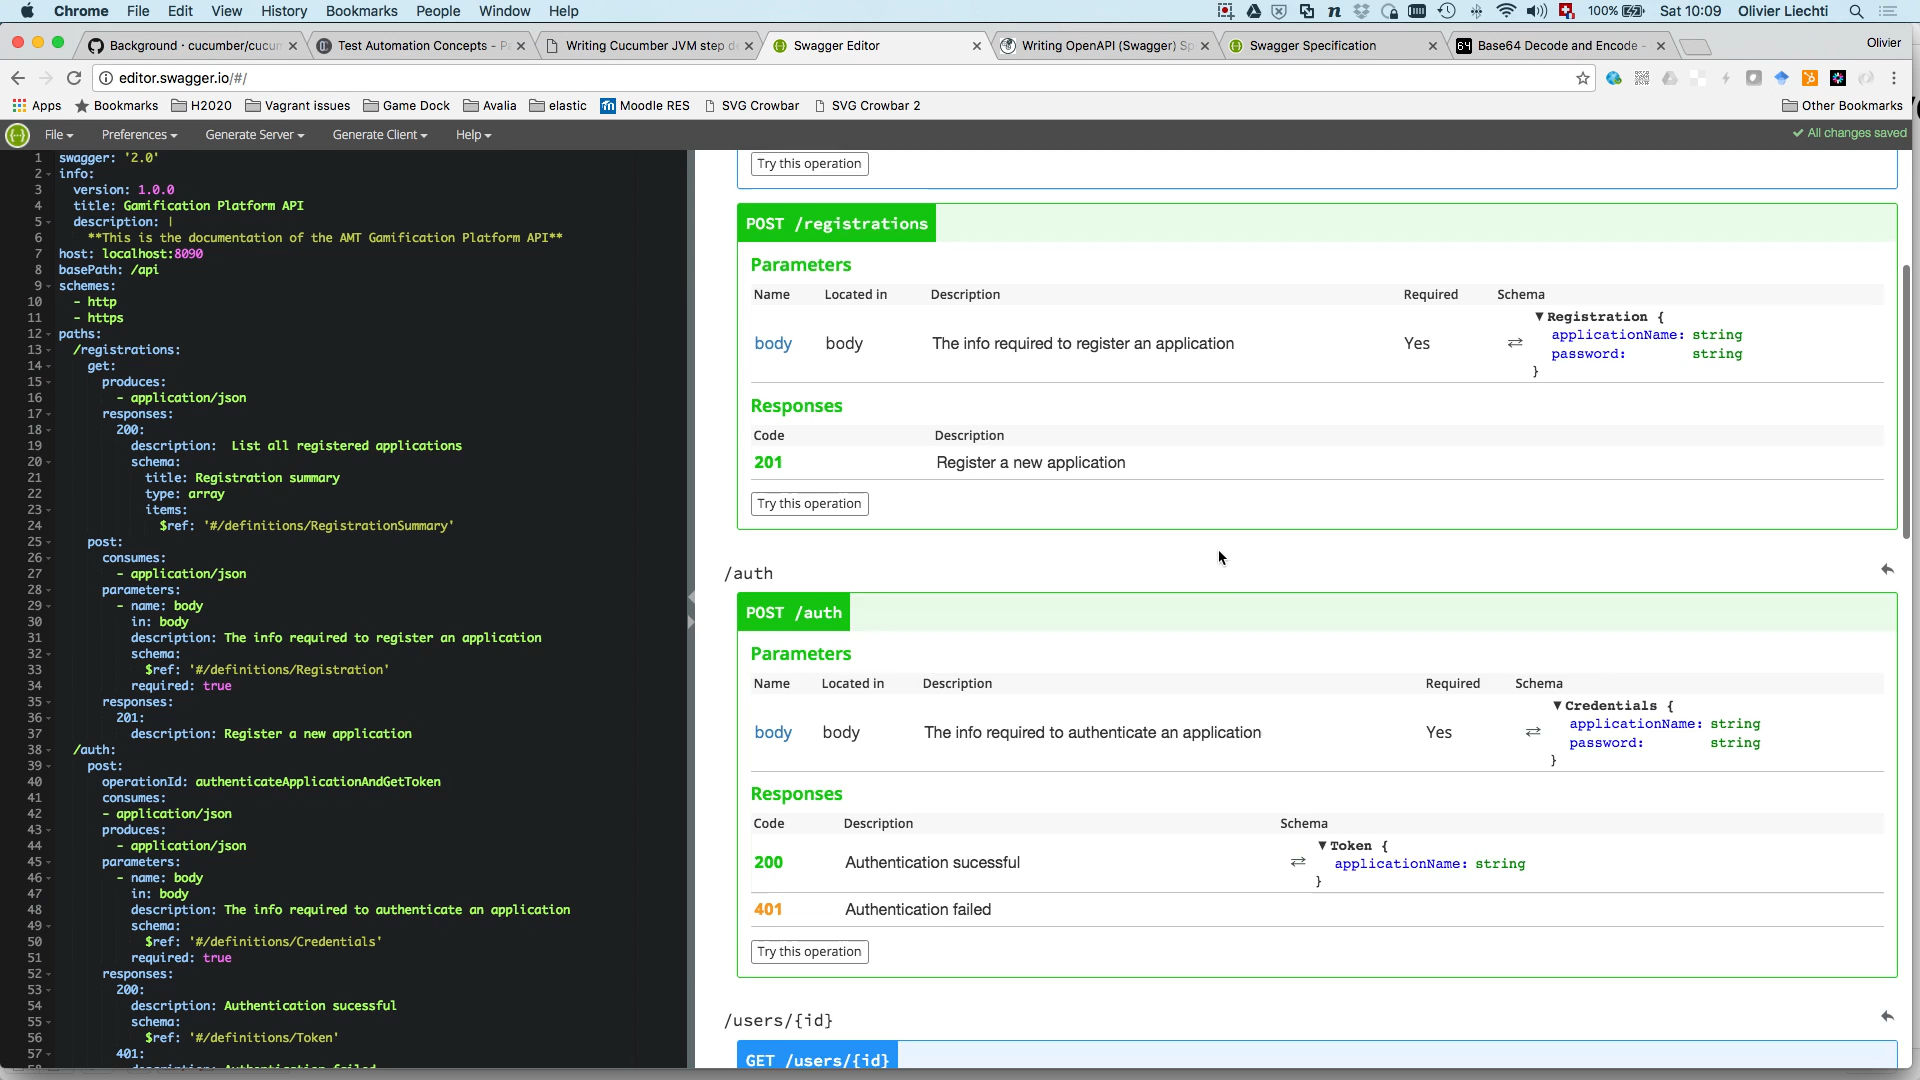 Chrome File Edit View History Bookmarks People Window Help 100% Sat 10:09 Olivier Liechti
Background · cucumber/cucum Test Automation Concepts - P Writing Cucumber JVM step d Swagger Editor Writing OpenAPI (Swagger) Sp Swagger Specification Base64 Decode and Encode - Olivier
editor.swagger.io/#/
Apps Bookmarks H2020 Vagrant issues Game Dock Avalia elastic Moodle RES SVG Crowbar SVG Crowbar 2 Other Bookmarks
File Preferences Generate Server Generate Client Help All changes saved
1 swagger: '2.0'
2 info:
3 version: 1.0.0
4 title: Gamification Platform API
5 description: |
6 **This is the documentation of the AMT Gamification Platform API**
7 host: localhost:8090
8 basePath: /api
9 schemes:
10 - http
11 - https
12 paths:
13 /registrations:
14 get:
15 produces:
16 - application/json
17 responses:
18 200:
19 description: List all registered applications
20 schema:
21 title: Registration summary
22 type: array
23 items:
24 $ref: '#/definitions/RegistrationSummary'
25 post:
26 consumes:
27 - application/json
28 parameters:
29 - name: body
30 in: body
31 description: The info required to register an application
32 schema:
33 $ref: '#/definitions/Registration'
34 required: true
35 responses:
36 201:
37 description: Register a new application
38 /auth:
39 post:
40 operationId: authenticateApplicationAndGetToken
41 consumes:
42 - application/json
43 produces:
44 - application/json
45 parameters:
46 - name: body
47 in: body
48 description: The info required to authenticate an application
49 schema:
50 $ref: '#/definitions/Credentials'
51 required: true
52 responses:
53 200:
54 description: Authentication sucessful
55 schema:
56 $ref: '#/definitions/Token'
57 401:
Try this operation
POST /registrations
Parameters
Name Located in Description Required Schema
body body The info required to register an application Yes ⇄ ▼Registration {
applicationName: string
password: string
}
Responses
Code Description
201 Register a new application
Try this operation
/auth
POST /auth
Parameters
Name Located in Description Required Schema
body body The info required to authenticate an application Yes ⇄ ▼Credentials {
applicationName: string
password: string
}
Responses
Code Description Schema
200 Authentication sucessful ⇄ ▼Token {
applicationName: string
}
401 Authentication failed
Try this operation
/users/{id}
GET /users/{id}